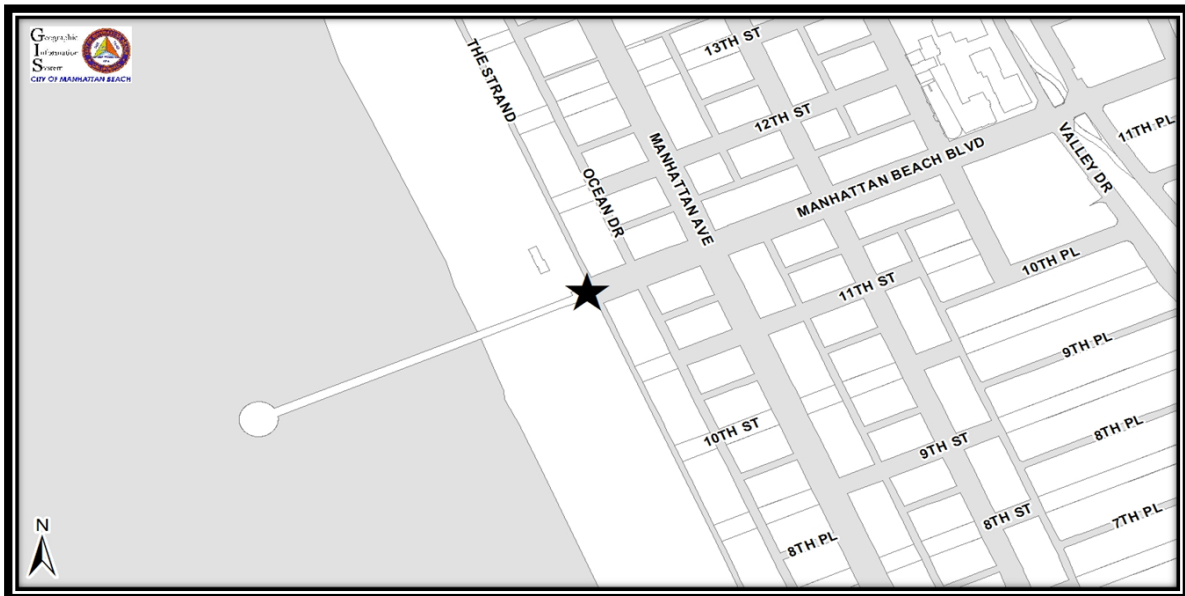 Geographic
Information
System
CITY OF MANHATTAN BEACH
THE STRAND
13TH ST
12TH ST
MANHATTAN AVE
OCEAN DR
MANHATTAN BEACH BLVD
VALLEY DR
11TH PL
10TH PL
11TH ST
9TH PL
10TH ST
9TH ST
8TH PL
8TH ST
7TH PL
8TH PL
N